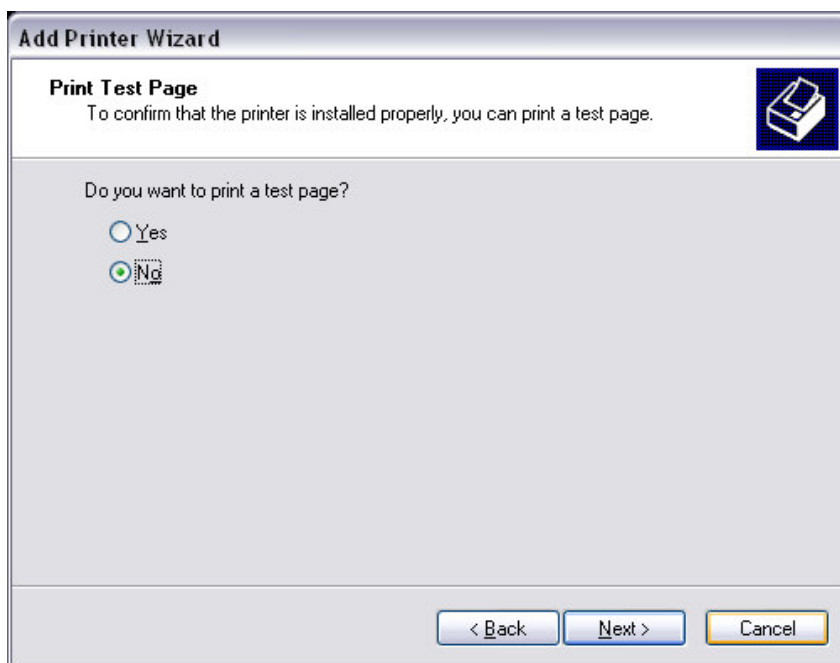 Add Printer Wizard
Print Test Page
To confirm that the printer is installed properly, you can print a test page.
Do you want to print a test page?
Yes
No
< Back Next > Cancel